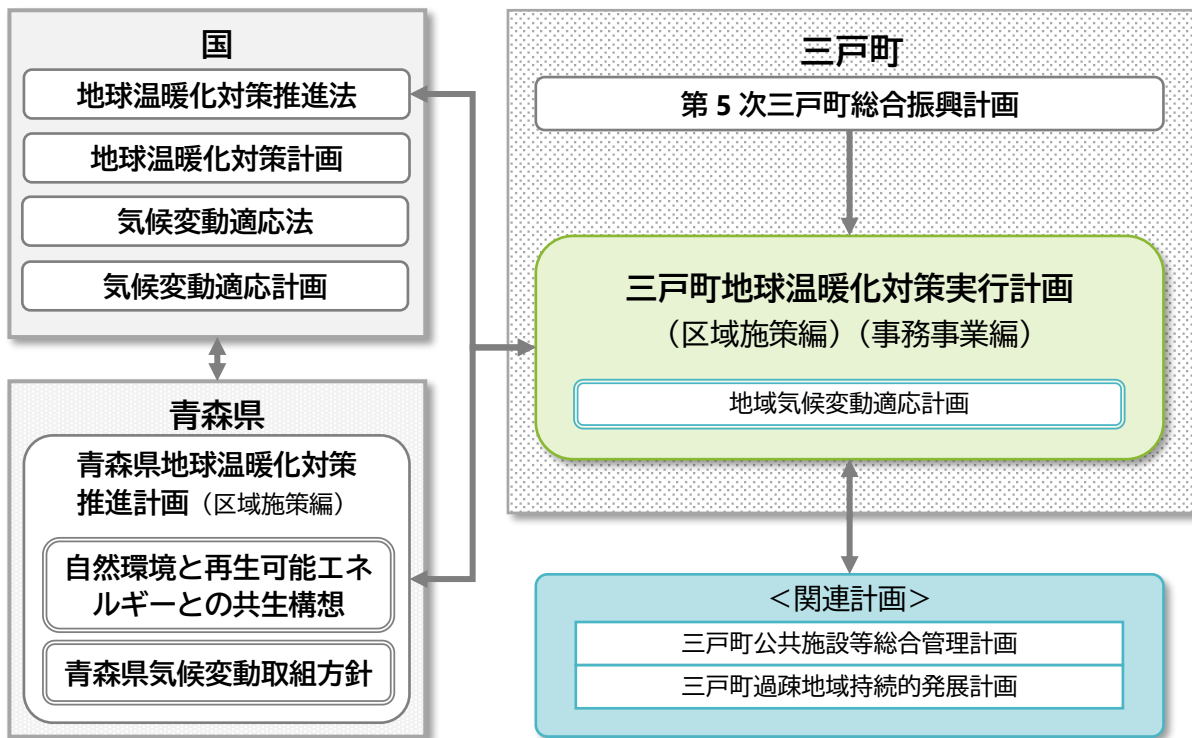 国
地球温暖化対策推進法
地球温暖化対策計画
気候変動適応法
気候変動適応計画
青森県
青森県地球温暖化対策
推進計画（区域施策編）
自然環境と再生可能エネ
ルギーとの共生構想
青森県気候変動取組方針
三戸町
第 5 次三戸町総合振興計画
三戸町地球温暖化対策実行計画
（区域施策編）（事務事業編）
地域気候変動適応計画
＜関連計画＞
三戸町公共施設等総合管理計画
三戸町過疎地域持続的発展計画